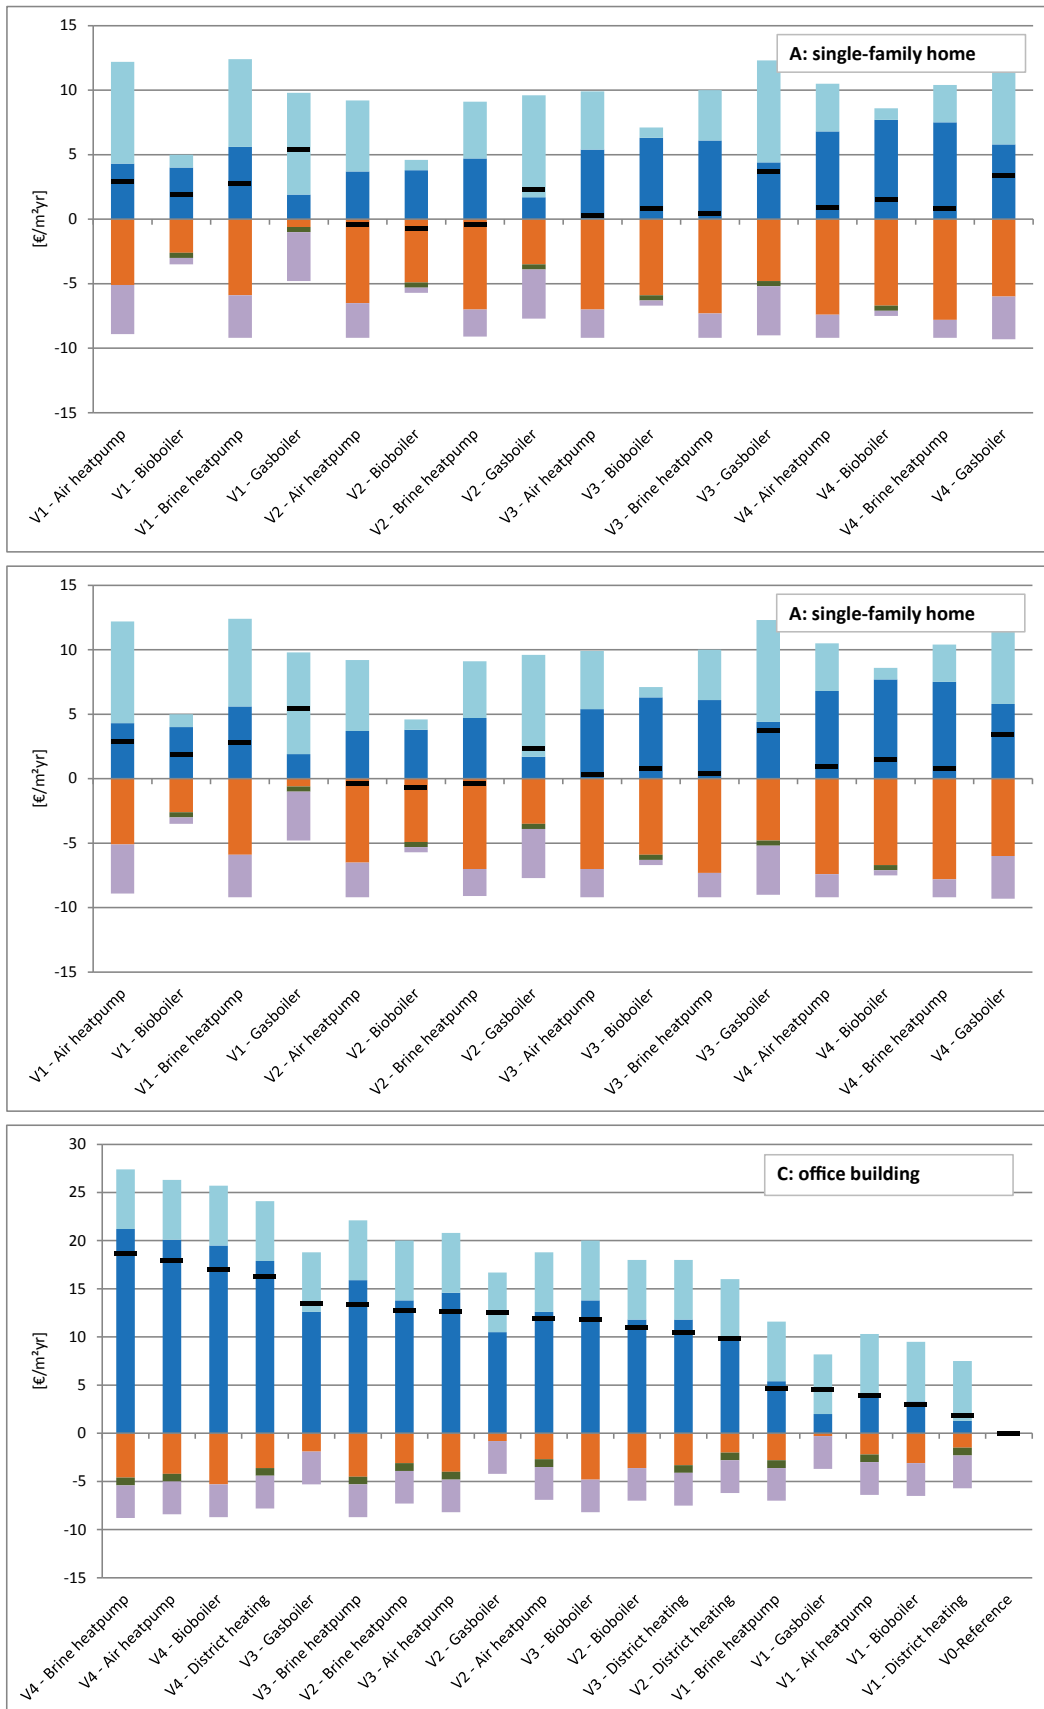 15
A: single-family home
10
5
0
-5
-10
-15
[€/m²yr]
V1 - Air heatpump
V1 - Bioboiler
V1 - Brine heatpump
V1 - Gasboiler
V2 - Air heatpump
V2 - Bioboiler
V2 - Brine heatpump
V2 - Gasboiler
V3 - Air heatpump
V3 - Bioboiler
V3 - Brine heatpump
V3 - Gasboiler
V4 - Air heatpump
V4 - Bioboiler
V4 - Brine heatpump
V4 - Gasboiler
15
A: single-family home
10
5
0
-5
-10
-15
[€/m²yr]
V1 - Air heatpump
V1 - Bioboiler
V1 - Brine heatpump
V1 - Gasboiler
V2 - Air heatpump
V2 - Bioboiler
V2 - Brine heatpump
V2 - Gasboiler
V3 - Air heatpump
V3 - Bioboiler
V3 - Brine heatpump
V3 - Gasboiler
V4 - Air heatpump
V4 - Bioboiler
V4 - Brine heatpump
V4 - Gasboiler
30
C: office building
25
20
15
10
5
0
-5
-10
-15
[€/m²yr]
V4 - Brine heatpump
V4 - Air heatpump
V4 - Bioboiler
V4 - District heating
V3 - Gasboiler
V3 - Brine heatpump
V2 - Brine heatpump
V3 - Air heatpump
V2 - Gasboiler
V2 - Air heatpump
V3 - Bioboiler
V2 - Bioboiler
V3 - District heating
V2 - District heating
V1 - Brine heatpump
V1 - Gasboiler
V1 - Air heatpump
V1 - Bioboiler
V1 - District heating
V0-Reference